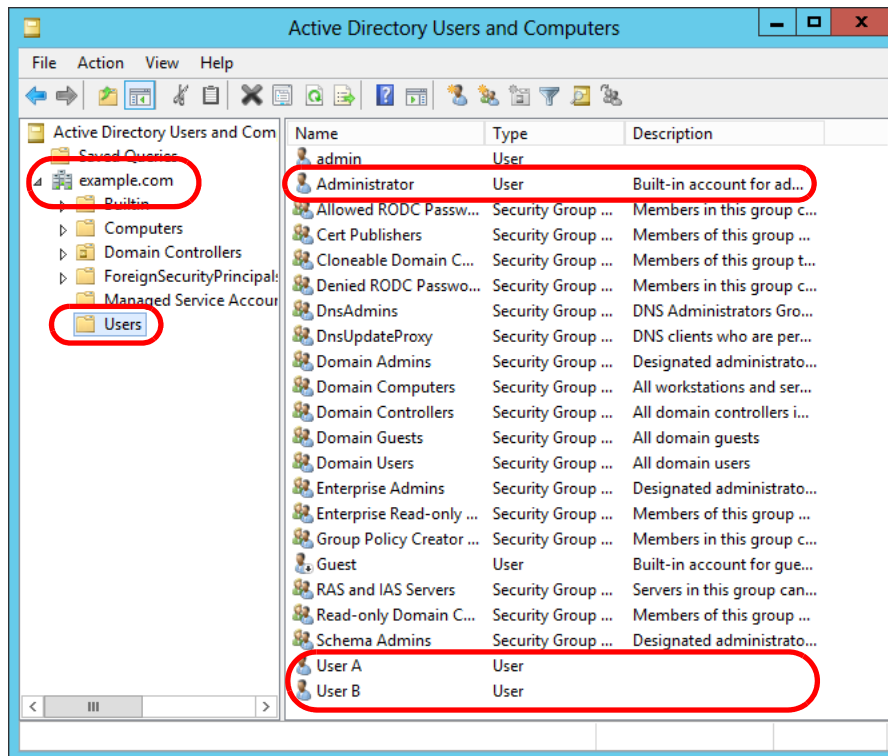 Active Directory Users and Computers
File Action View Help
Active Directory Users and Com
Saved Queries
example.com
Builtin
Computers
Domain Controllers
ForeignSecurityPrincipals
Managed Service Accour
Users
Name Type Description
admin User
Administrator User Built-in account for ad...
Allowed RODC Passw... Security Group ... Members in this group c...
Cert Publishers Security Group ... Members of this group ...
Cloneable Domain C... Security Group ... Members of this group t...
Denied RODC Passwo... Security Group ... Members in this group c...
DnsAdmins Security Group ... DNS Administrators Gro...
DnsUpdateProxy Security Group ... DNS clients who are per...
Domain Admins Security Group ... Designated administrato...
Domain Computers Security Group ... All workstations and ser...
Domain Controllers Security Group ... All domain controllers i...
Domain Guests Security Group ... All domain guests
Domain Users Security Group ... All domain users
Enterprise Admins Security Group ... Designated administrato...
Enterprise Read-only ... Security Group ... Members of this group ...
Group Policy Creator ... Security Group ... Members in this group c...
Guest User Built-in account for gue...
RAS and IAS Servers Security Group ... Servers in this group can...
Read-only Domain C... Security Group ... Members of this group ...
Schema Admins Security Group ... Designated administrato...
User A User
User B User